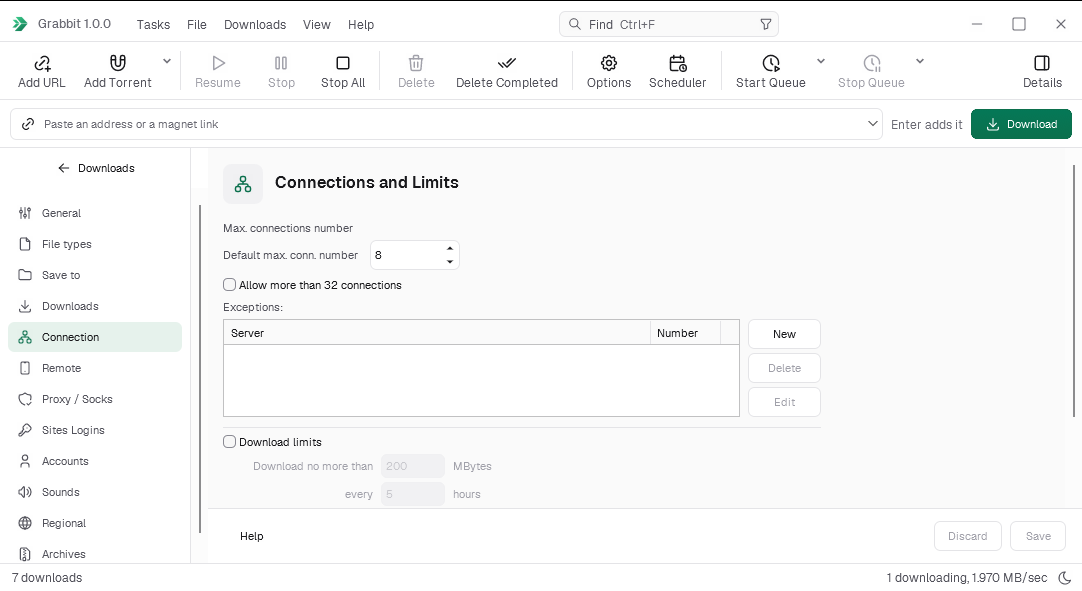 Grabbit 1.0.0 Tasks File Downloads View Help Find Ctrl+F
Add URL Add Torrent Resume Stop Stop All Delete Delete Completed Options Scheduler Start Queue Stop Queue Details
Paste an address or a magnet link Enter adds it Download
Downloads
General
File types
Save to
Downloads
Connection
Remote
Proxy / Socks
Sites Logins
Accounts
Sounds
Regional
Archives
Connections and Limits
Max. connections number
Default max. conn. number 8
Allow more than 32 connections
Exceptions:
Server Number
New
Delete
Edit
Download limits
Download no more than 200 MBytes
every 5 hours
Help Discard Save
7 downloads 1 downloading, 1.970 MB/sec